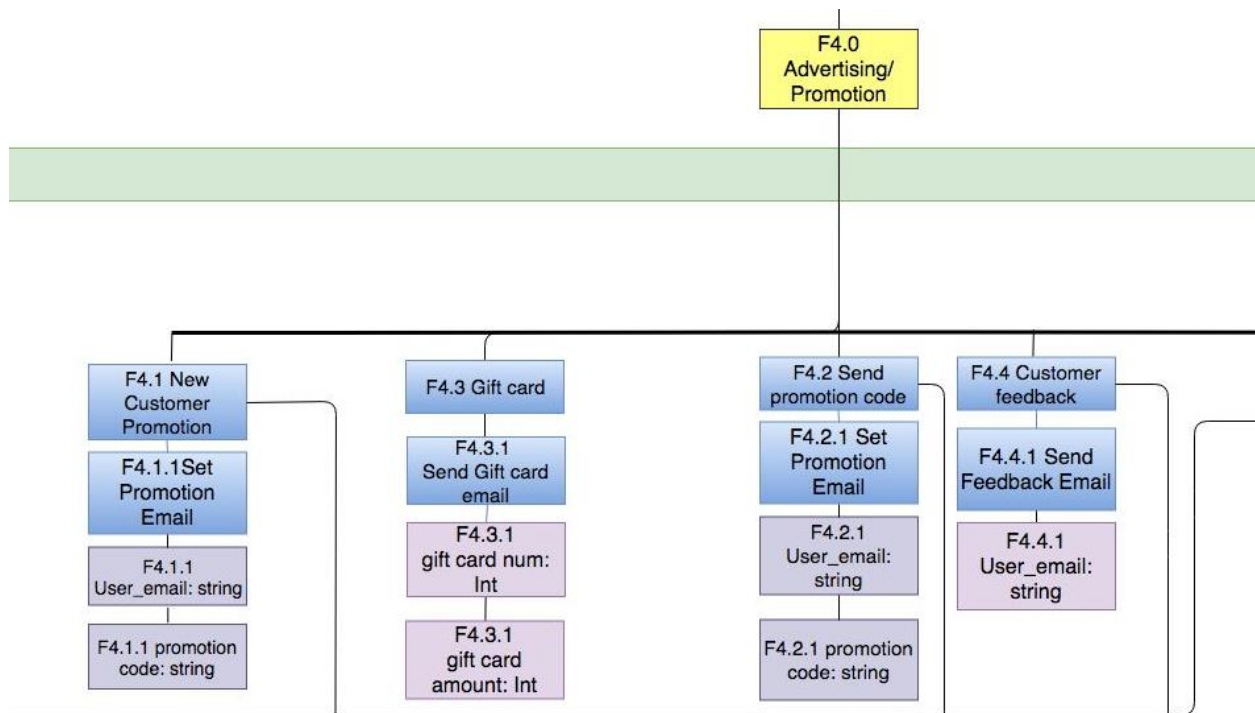 F4.0
Advertising/
Promotion
F4.1 New
Customer
Promotion
F4.1.1Set
Promotion
Email
F4.1.1
User_email: string
F4.1.1 promotion
code: string
F4.3 Gift card
F4.3.1
Send Gift card
email
F4.3.1
gift card num:
Int
F4.3.1
gift card
amount: Int
F4.2 Send
promotion code
F4.2.1 Set
Promotion
Email
F4.2.1
User_email:
string
F4.2.1 promotion
code: string
F4.4 Customer
feedback
F4.4.1 Send
Feedback Email
F4.4.1
User_email:
string